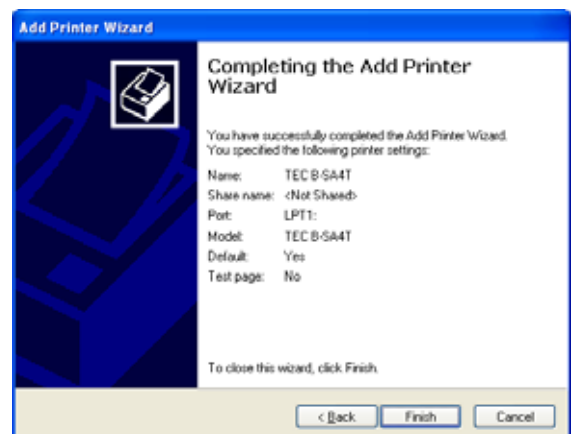 Add Printer Wizard
Completing the Add Printer
Wizard
You have successfully completed the Add Printer Wizard.
You specified the following printer settings:
Name: TEC B-SA4T
Share name: <Not Shared>
Port: LPT1:
Model: TEC B-SA4T
Default: Yes
Test page: No
To close this wizard, click Finish.
< Back Finish Cancel